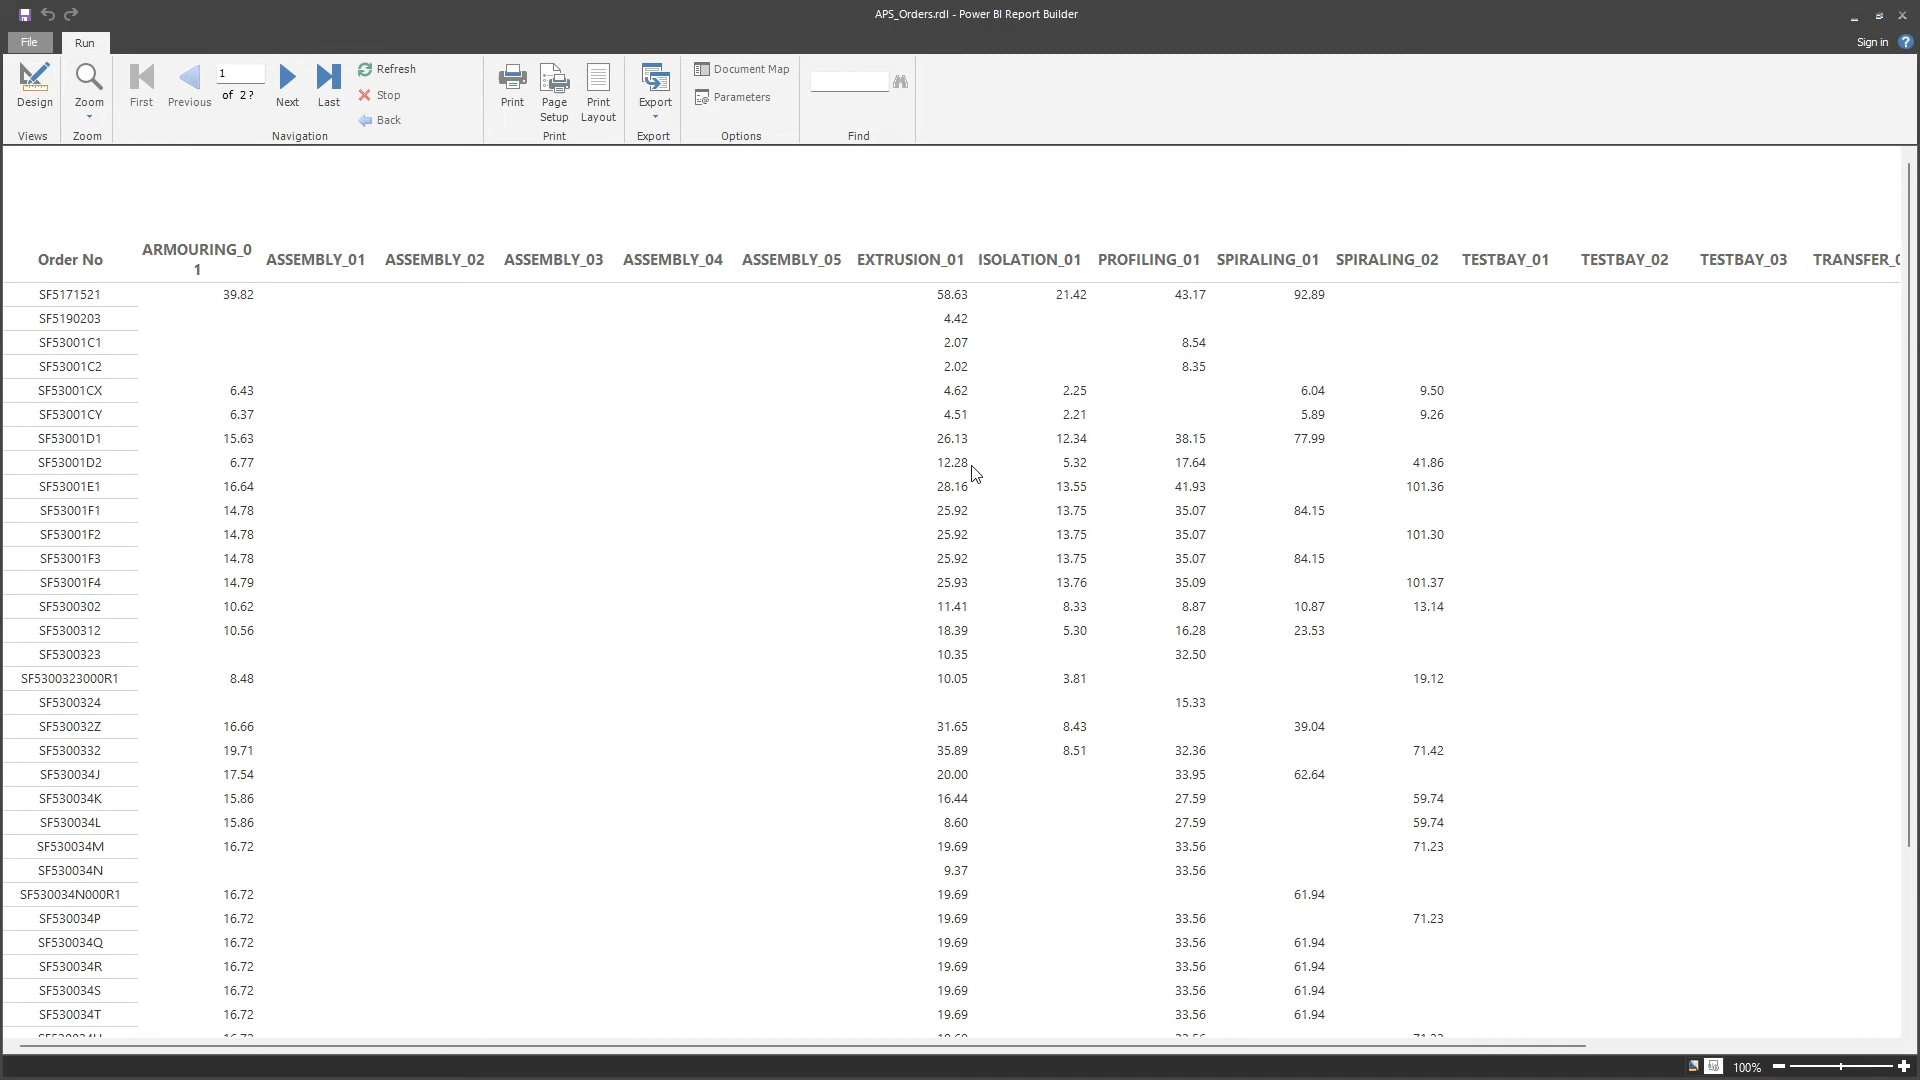 APS_Orders.rdl - Power BI Report Builder
File Run Sign in ?
Design Zoom First Previous 1 of 2 ? Next Last Refresh Stop Back Print Page Setup Print Layout Export Document Map Parameters
Views Zoom Navigation Print Export Options Find
Order No ARMOURING_01 ASSEMBLY_01 ASSEMBLY_02 ASSEMBLY_03 ASSEMBLY_04 ASSEMBLY_05 EXTRUSION_01 ISOLATION_01 PROFILING_01 SPIRALING_01 SPIRALING_02 TESTBAY_01 TESTBAY_02 TESTBAY_03
SF5171521 39.82 58.63 21.42 43.17 92.89
SF5190203 4.42
SF53001C1 2.07 8.54
SF53001C2 2.02 8.35
SF53001CX 6.43 4.62 2.25 6.04 9.50
SF53001CY 6.37 4.51 2.21 5.89 9.26
SF53001D1 15.63 26.13 12.34 38.15 77.99
SF53001D2 6.77 12.28 5.32 17.64 41.86
SF53001E1 16.64 28.16 13.55 41.93 101.36
SF53001F1 14.78 25.92 13.75 35.07 84.15
SF53001F2 14.78 25.92 13.75 35.07 101.30
SF53001F3 14.78 25.92 13.75 35.07 84.15
SF53001F4 14.79 25.93 13.76 35.09 101.37
SF5300302 10.62 11.41 8.33 8.87 10.87 13.14
SF5300312 10.56 18.39 5.30 16.28 23.53
SF5300323 10.35 32.50
SF5300323000R1 8.48 10.05 3.81 19.12
SF5300324 15.33
SF530032Z 16.66 31.65 8.43 39.04
SF5300332 19.71 35.89 8.51 32.36 71.42
SF530034J 17.54 20.00 33.95 62.64
SF530034K 15.86 16.44 27.59 59.74
SF530034L 15.86 8.60 27.59 59.74
SF530034M 16.72 19.69 33.56 71.23
SF530034N 9.37 33.56
SF530034N000R1 16.72 19.69 61.94
SF530034P 16.72 19.69 33.56 71.23
SF530034Q 16.72 19.69 33.56 61.94
SF530034R 16.72 19.69 33.56 61.94
SF530034S 16.72 19.69 33.56 61.94
SF530034T 16.72 19.69 33.56 61.94
100%